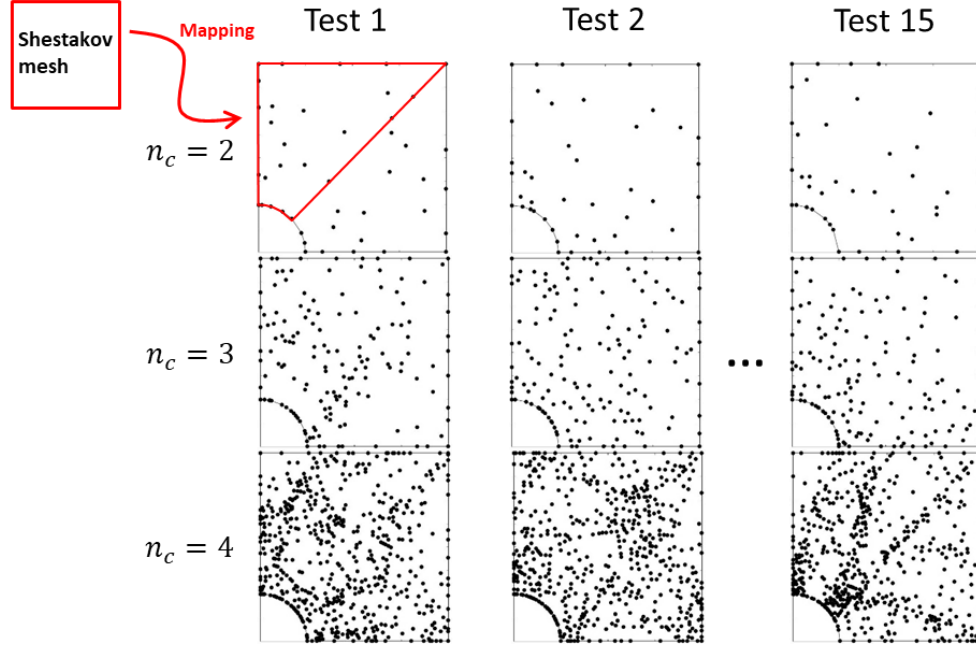 Test 1
Test 2
Test 15
Shestakov
mesh
Mapping
n_c = 2
n_c = 3
...
n_c = 4